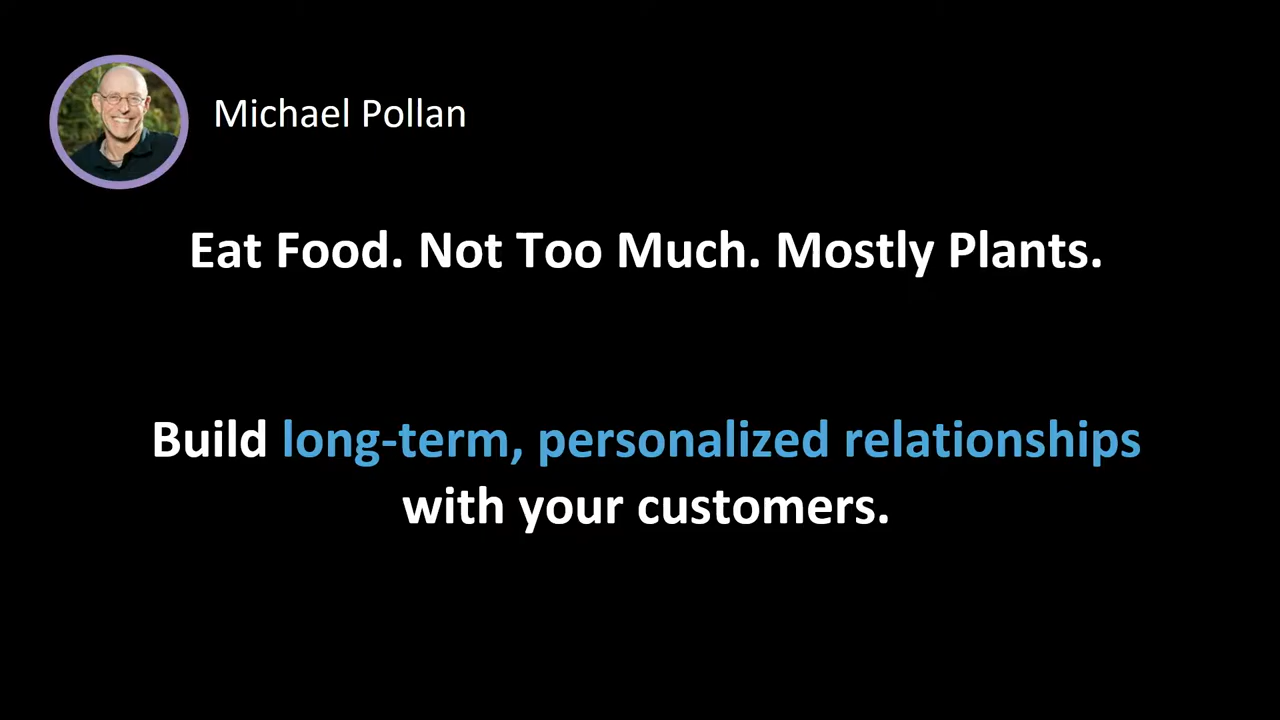 Michael Pollan
Eat Food. Not Too Much. Mostly Plants.
Build long-term, personalized relationships
with your customers.